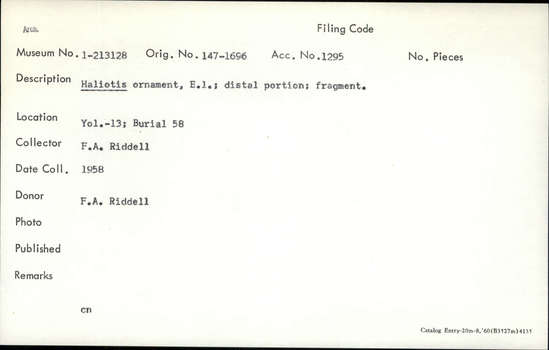 Arch.
Filing Code
Museum No. 1-213128 Orig. No. 147-1696 Acc. No. 1295 No. Pieces
Description Haliotis ornament, E.1.; distal portion; fragment.
Location Yol.-13; Burial 58
Collector F.A. Riddell
Date Coll. 1958
Donor F.A. Riddell
Photo
Published
Remarks
cn
Catalog Entry-20m-8,'60(B3527s)4131